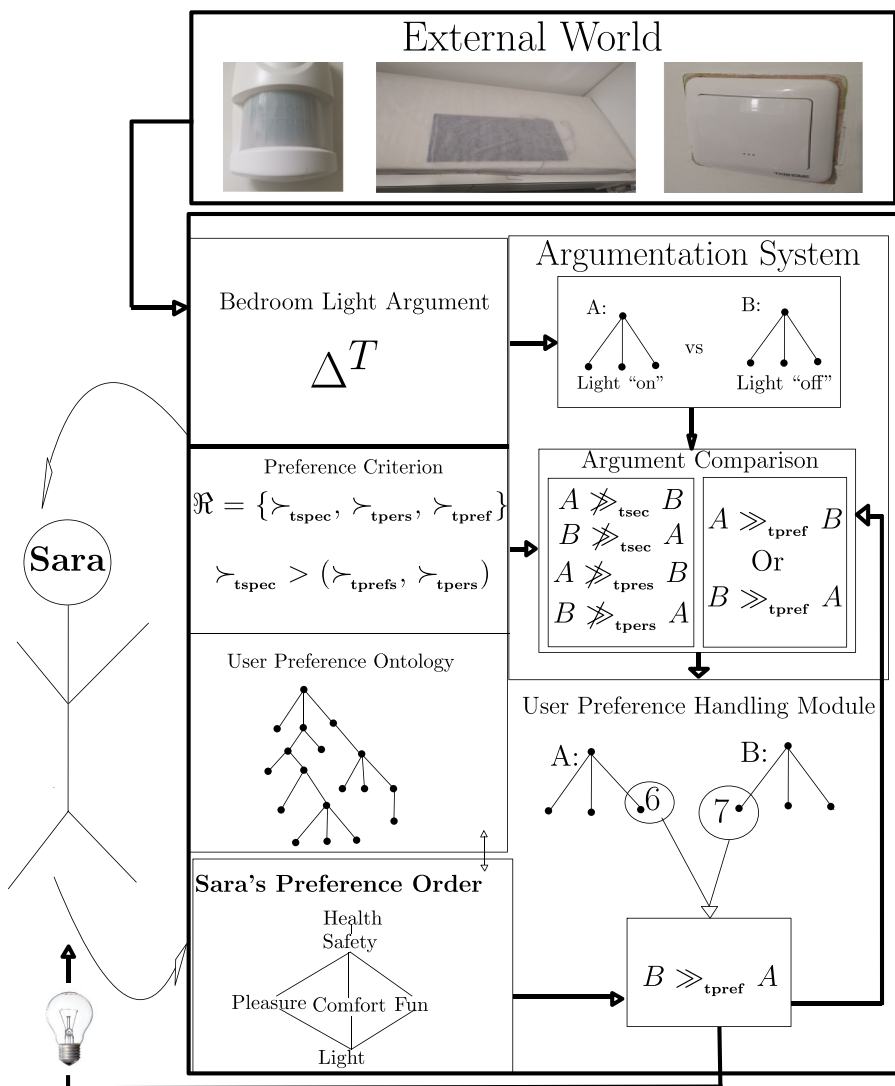 External World
Bedroom Light Argument
Δ^T
Argumentation System
A:
B:
vs
Light “on”
Light “off”
Preference Criterion
ℜ = {≻tspec, ≻tpers, ≻tpref}
≻tspec > (≻tprefs, ≻tpers)
Argument Comparison
A ≫̸tsec B
B ≫̸tsec A
A ≫̸tpres B
B ≫̸tpers A
A ≫tpref B
Or
B ≫tpref A
Sara
User Preference Ontology
User Preference Handling Module
A:
B:
6
7
Sara's Preference Order
Health
Safety
Pleasure Comfort Fun
Light
B ≫tpref A